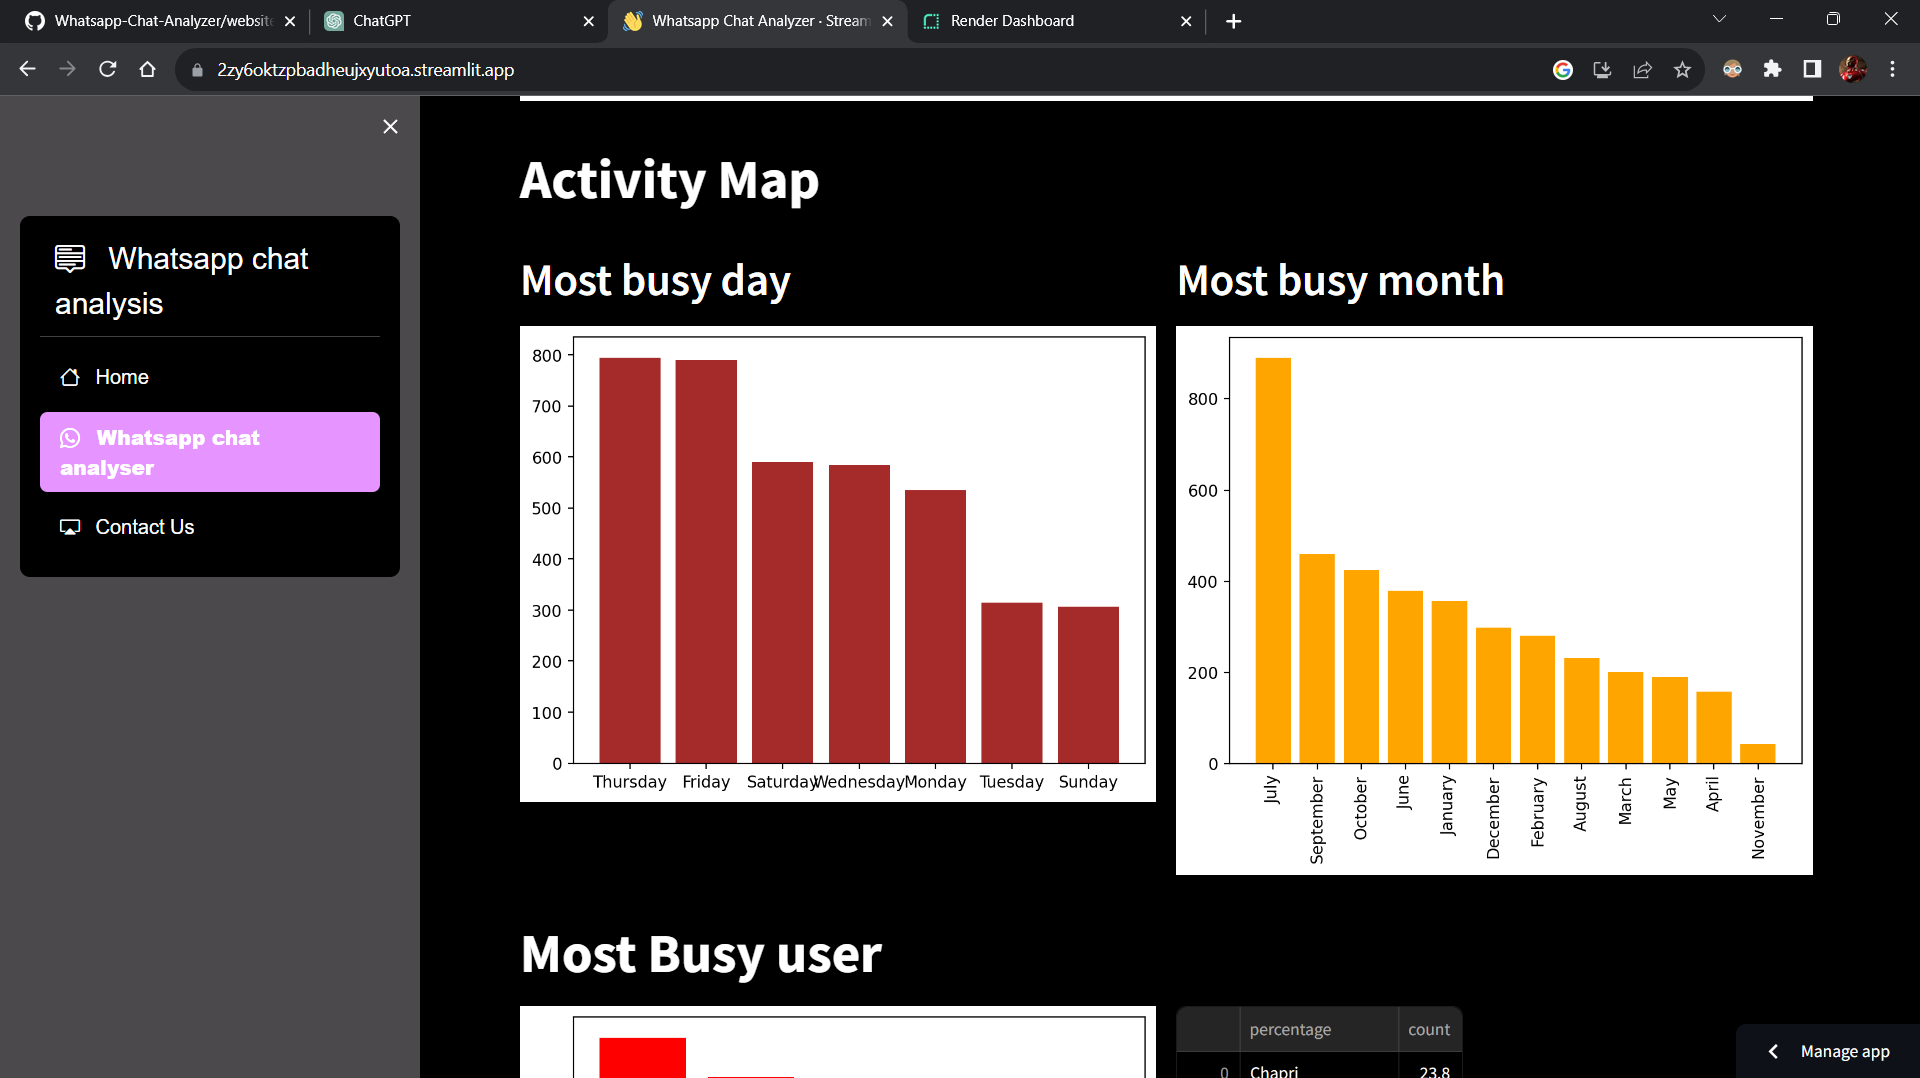 Whatsapp-Chat-Analyzer/website
ChatGPT
Whatsapp Chat Analyzer · Stream
Render Dashboard
2zy6oktzpbadheujxyutoa.streamlit.app
Whatsapp chat
analysis
Home
Whatsapp chat
analyser
Contact Us
Activity Map
Most busy day
800
700
600
500
400
300
200
100
0
Thursday Friday Saturday Wednesday Monday Tuesday Sunday
Most busy month
800
600
400
200
0
July September October June January December February August March May April November
Most Busy user
percentage count
0 Chapri 23.8
Manage app